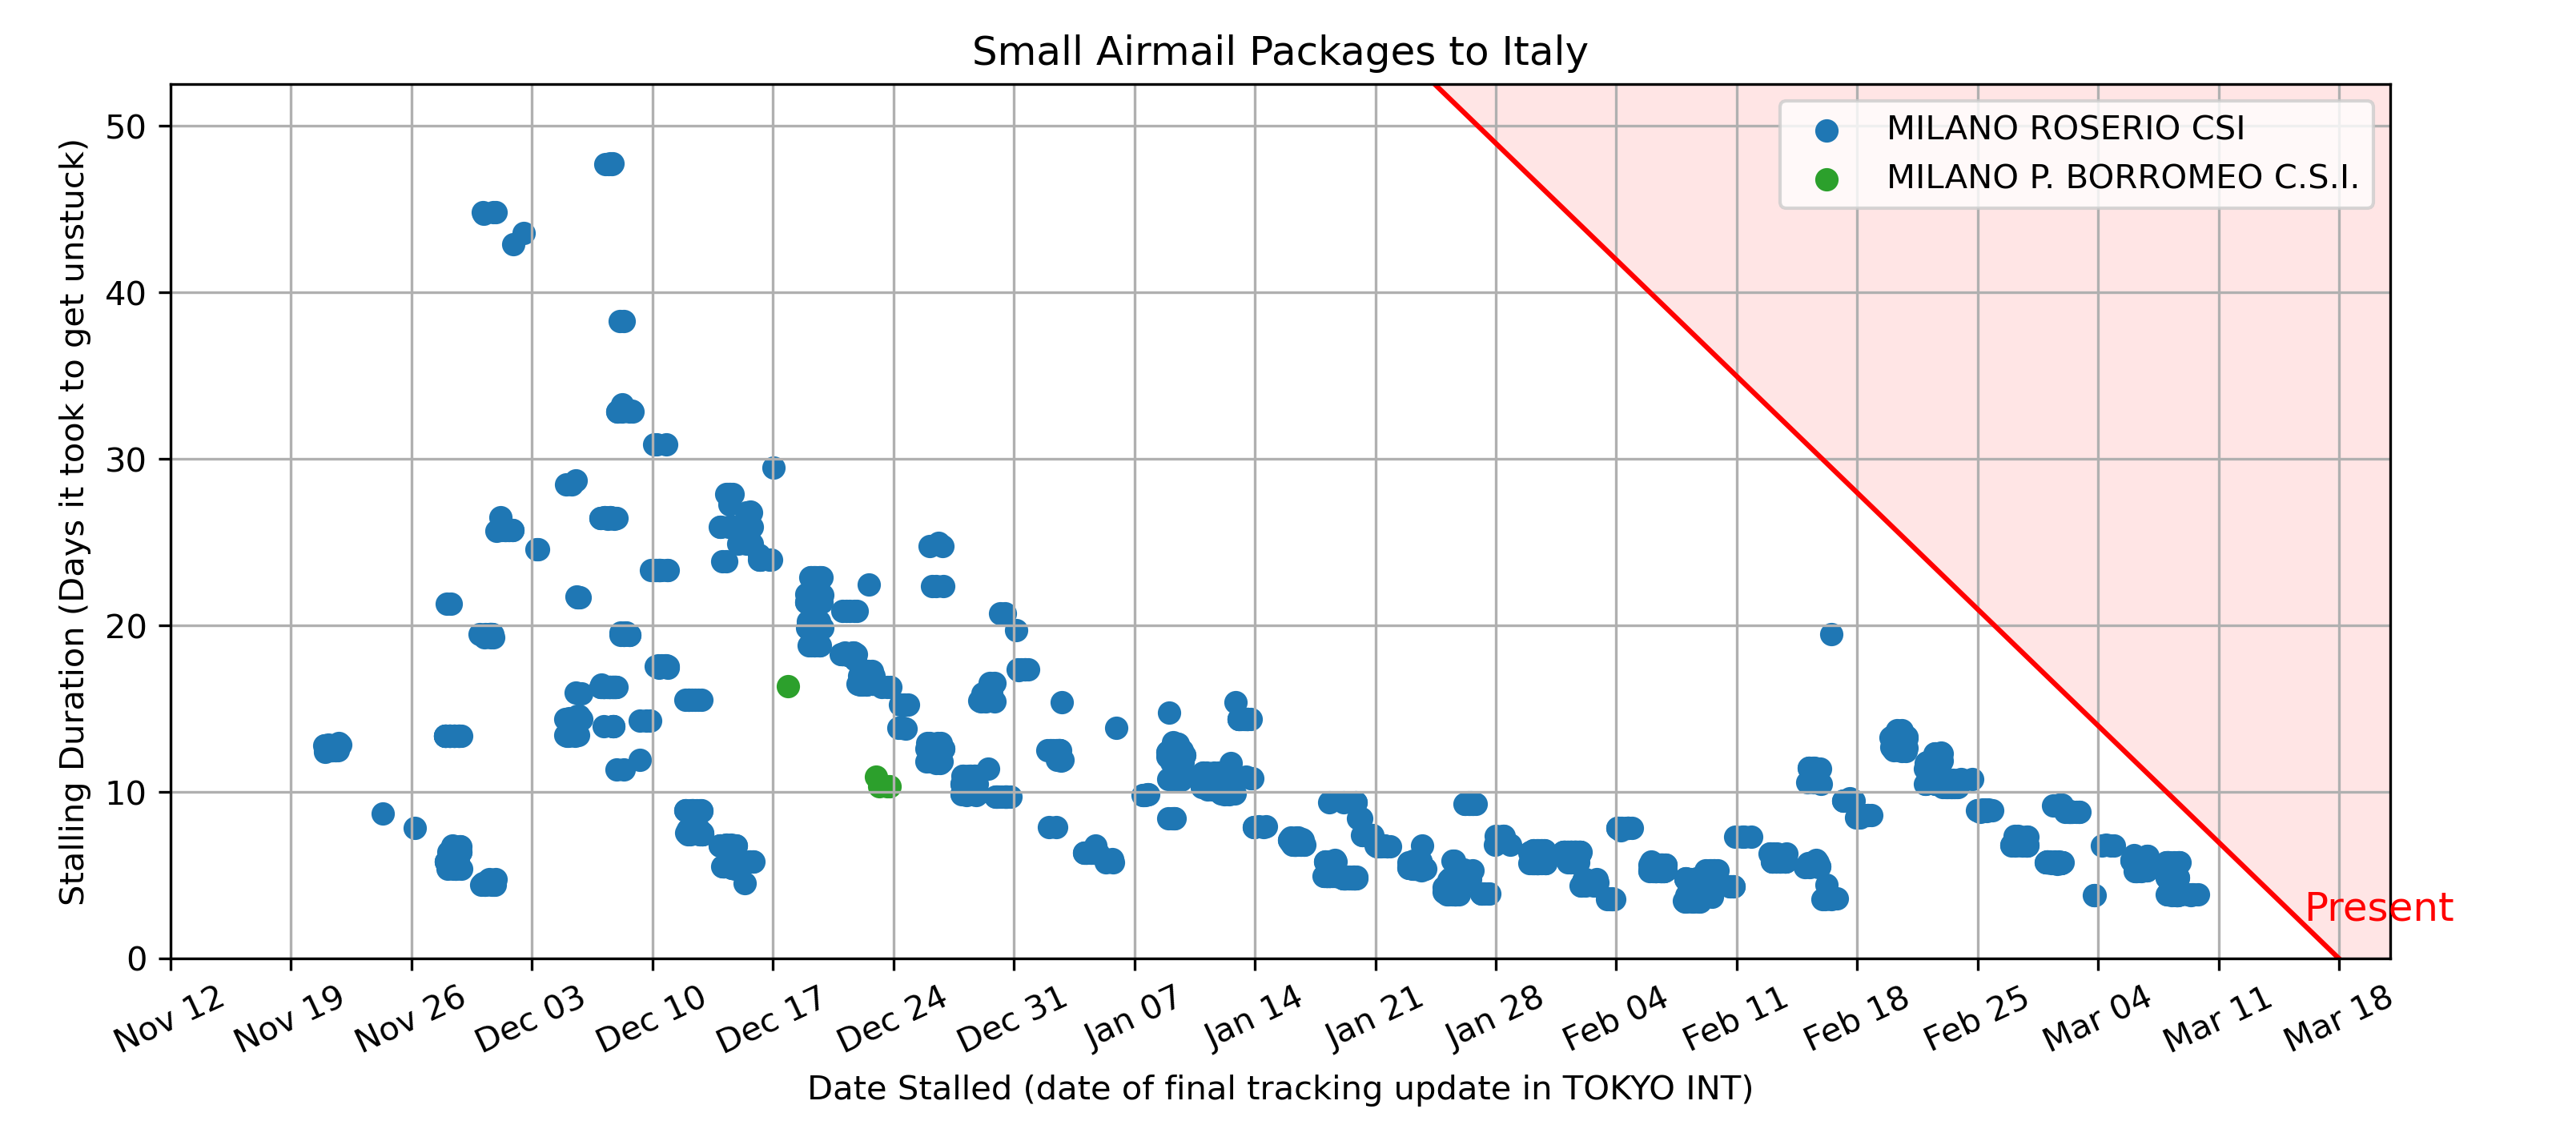 Small Airmail Packages to Italy
MILANO ROSERIO CSI
MILANO P. BORROMEO C.S.I.
Stalling Duration (Days it took to get unstuck)
50
40
30
20
10
0
Present
Nov 12
Nov 19
Nov 26
Dec 03
Dec 10
Dec 17
Dec 24
Dec 31
Jan 07
Jan 14
Jan 21
Jan 28
Feb 04
Feb 11
Feb 18
Feb 25
Mar 04
Mar 11
Mar 18
Date Stalled (date of final tracking update in TOKYO INT)